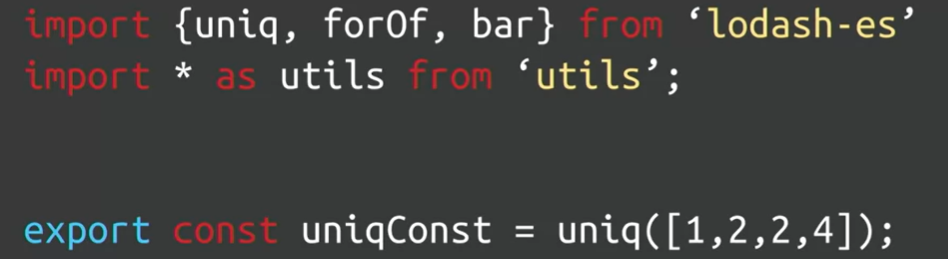 import {uniq, forOf, bar} from ‘lodash-es’
import * as utils from ‘utils’;
export const uniqConst = uniq([1,2,2,4]);